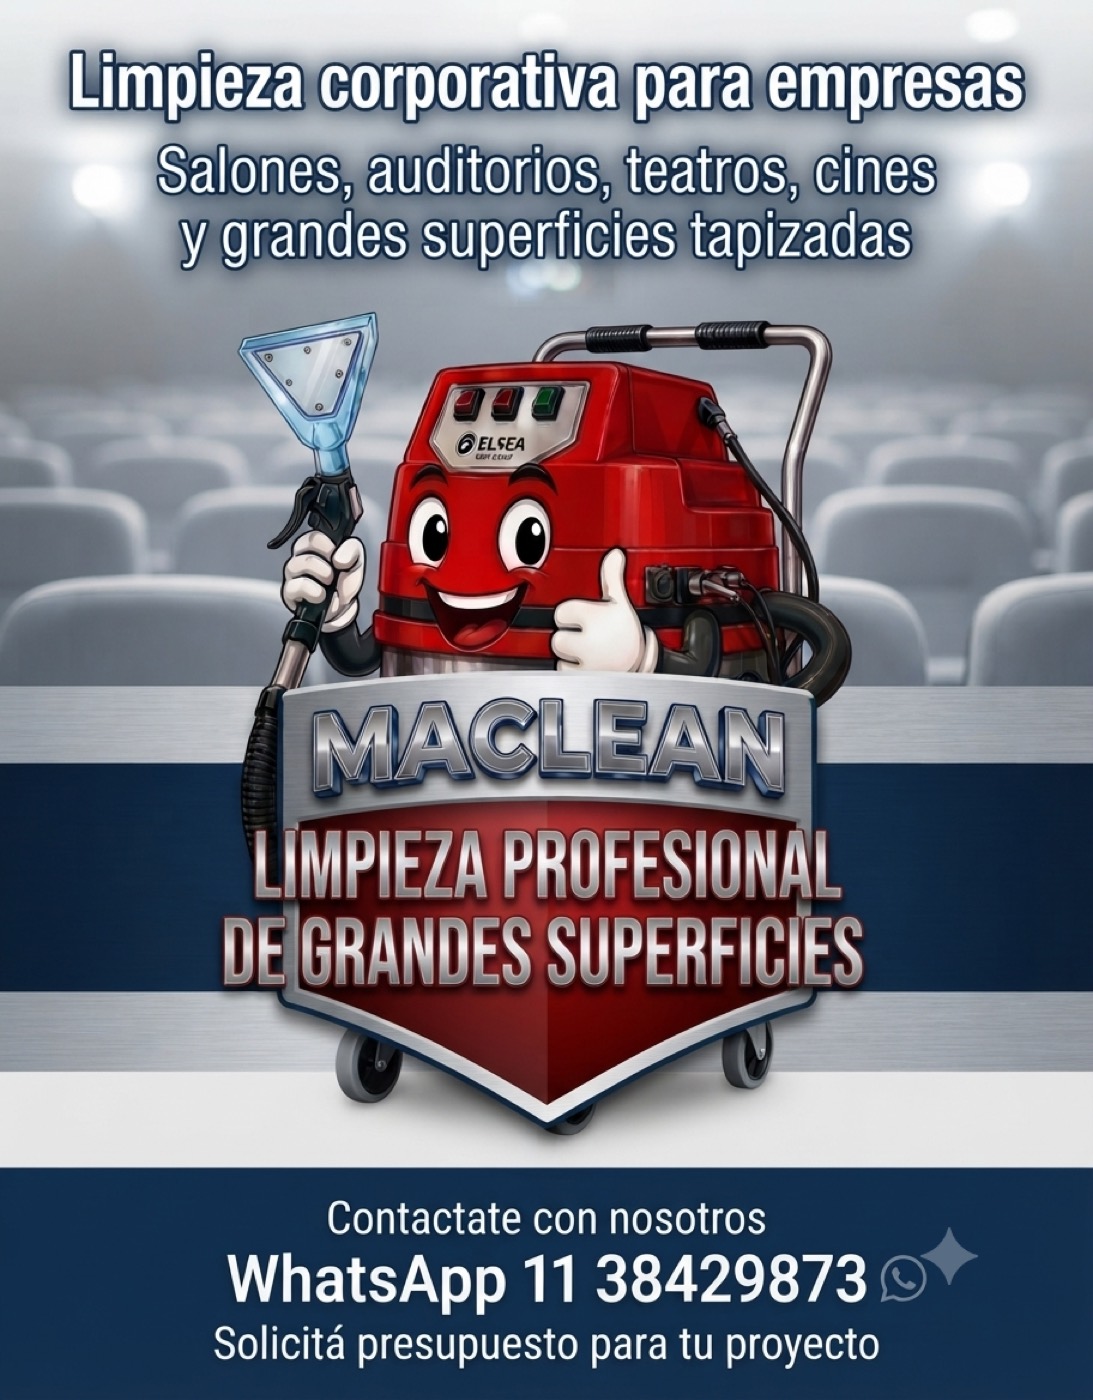 Limpieza corporativa para empresas
Salones, auditorios, teatros, cines
y grandes superficies tapizadas
ELSEA
MACLEAN
LIMPIEZA PROFESIONAL
DE GRANDES SUPERFICIES
Contactate con nosotros
WhatsApp 11 38429873
Solicitá presupuesto para tu proyecto